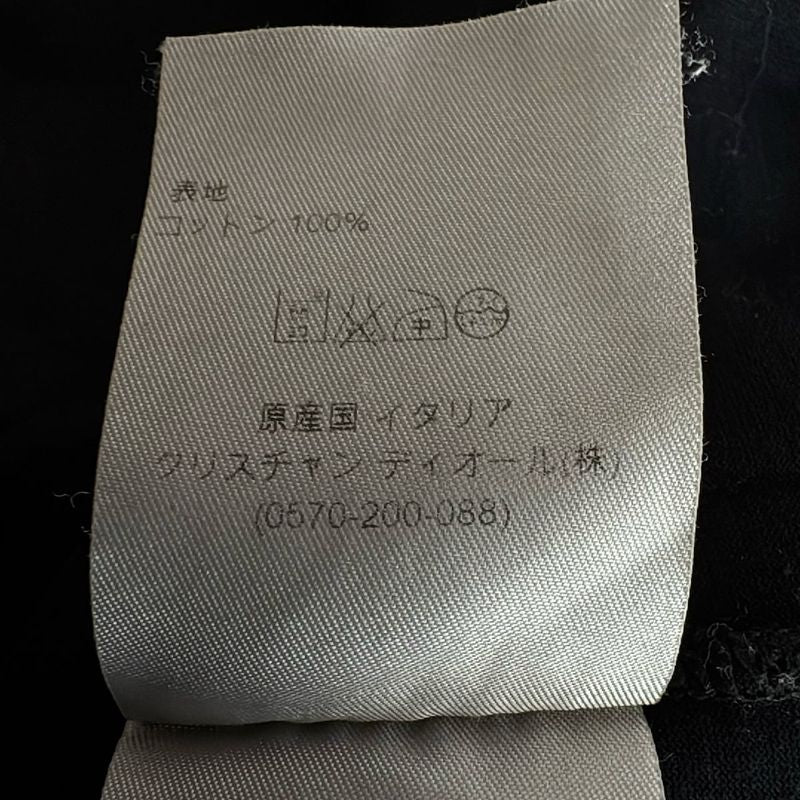 表地
コットン 100%
中
原産国 イタリア
クリスチャン ディオール(株)
(0570-200-088)